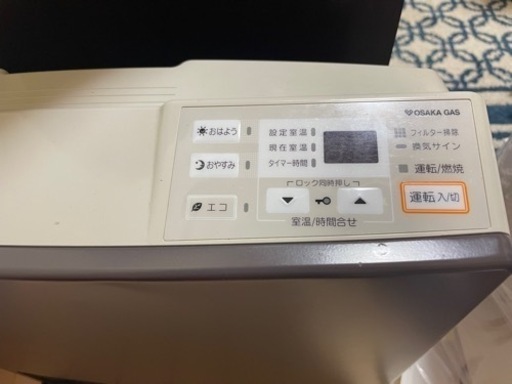 OSAKA GAS
おはよう
おやすみ
エコ
設定室温
現在室温
タイマー時間
ロック同時押し
室温/時間合せ
フィルター掃除
換気サイン
運転/燃焼
運転 入/切